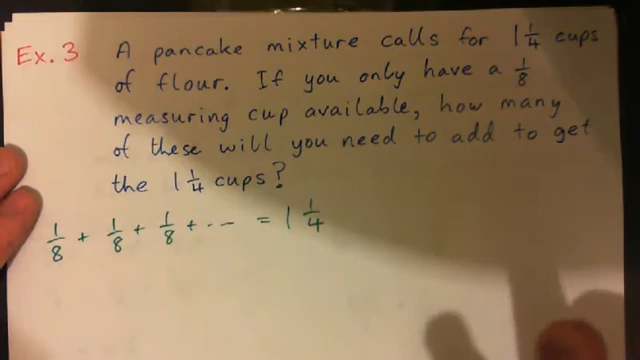 Ex. 3 A pancake mixture calls for 1 1/4 cups
of flour. If you only have a 1/8
measuring cup available, how many
of these will you need to add to get
the 1 1/4 cups?
1/8 + 1/8 + 1/8 + --- = 1 1/4